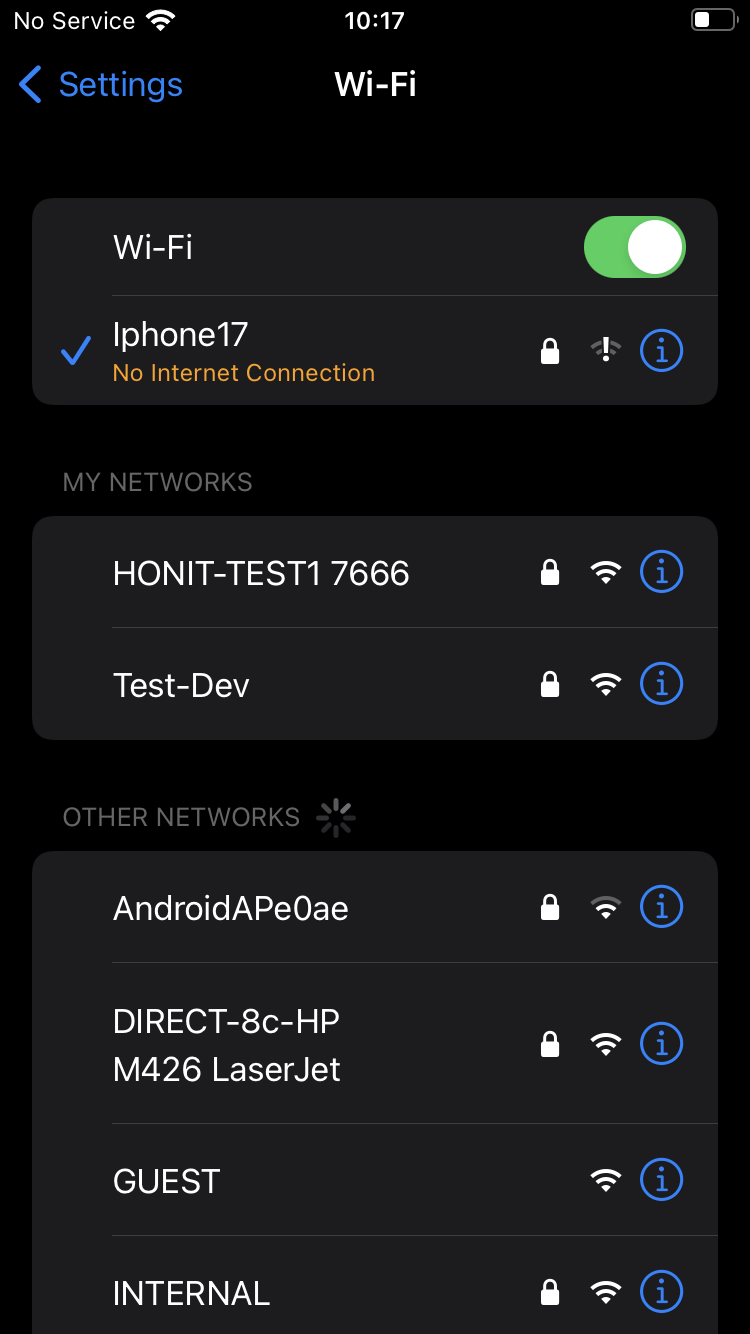 No Service
10:17
Settings
Wi-Fi
Wi-Fi
Iphone17
No Internet Connection
MY NETWORKS
HONIT-TEST1 7666
Test-Dev
OTHER NETWORKS
AndroidAPe0ae
DIRECT-8c-HP
M426 LaserJet
GUEST
INTERNAL